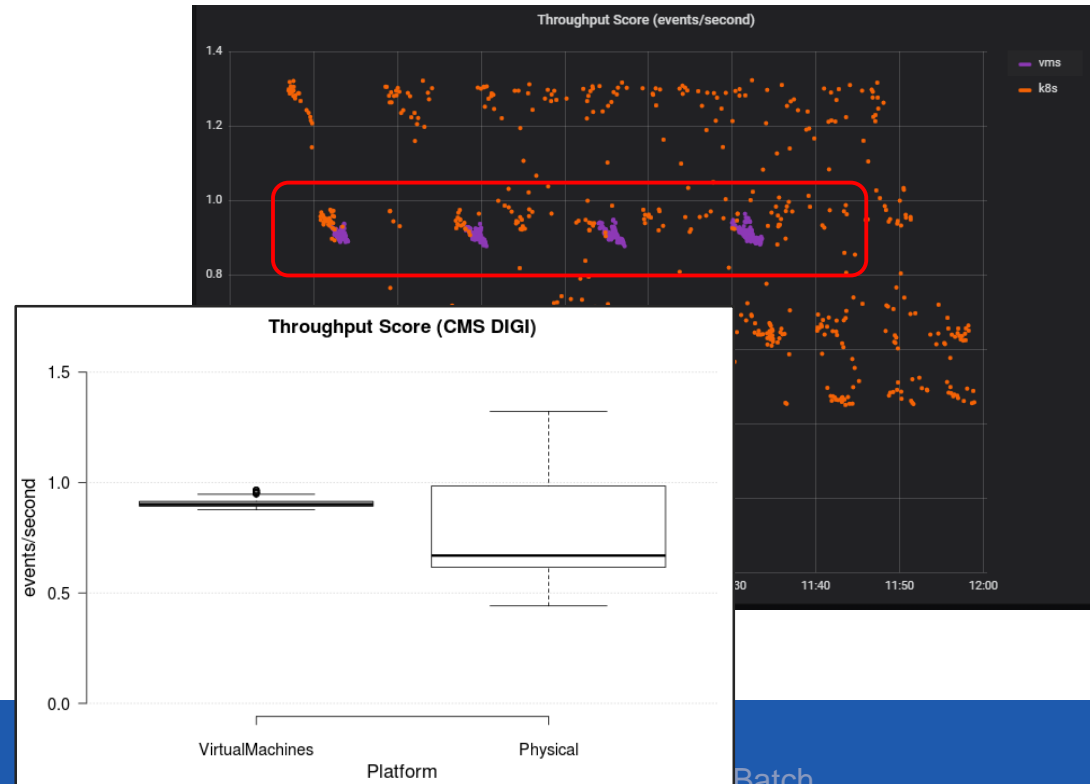 Throughput Score (events/second)
1.4
vms
k8s
1.2
1.0
0.8
Throughput Score (CMS DIGI)
1.5
1.0
0.5
0.0
events/second
VirtualMachines
Physical
Platform
30
11:40
11:50
12:00
Batch